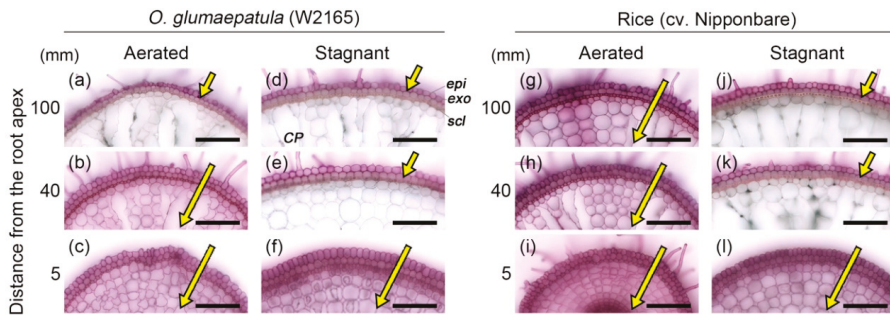 O. glumaepatula (W2165) Rice (cv. Nipponbare)
(mm) Aerated Stagnant Aerated Stagnant
(a) (d) epi (g) (j)
100 exo 100
scl
CP
(b) (e) (h) (k)
40 40
(c) (f) (i) (l)
5 5
Distance from the root apex